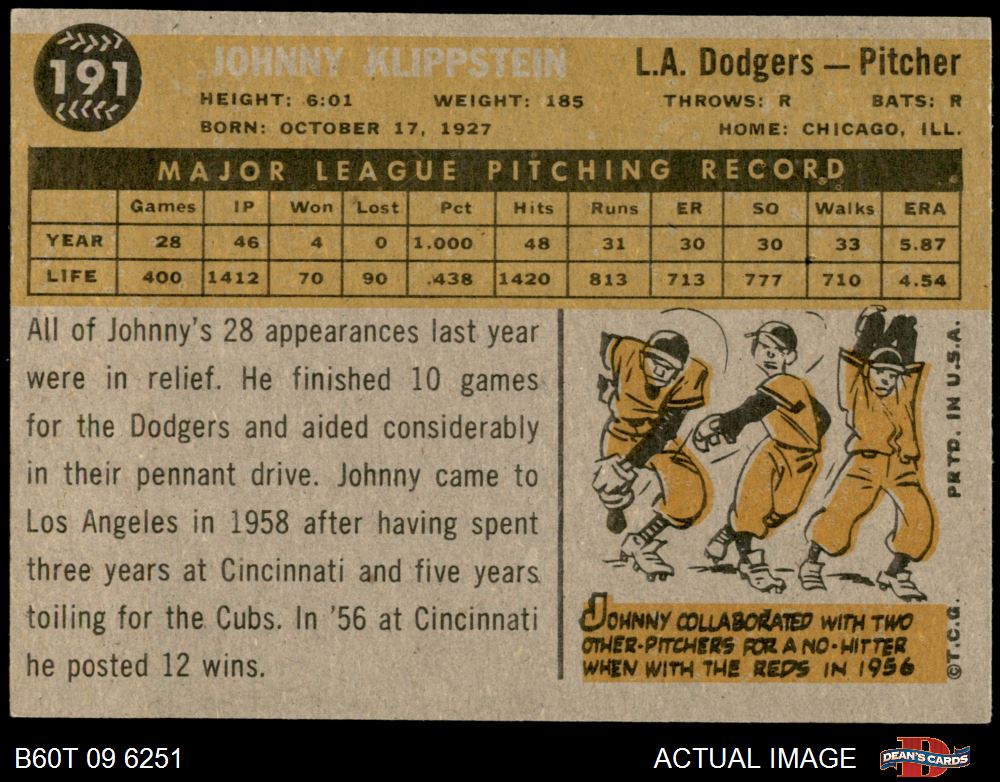 191
JOHNNY KLIPPSTEIN
L.A. Dodgers — Pitcher
HEIGHT: 6:01 WEIGHT: 185 THROWS: R BATS: R
BORN: OCTOBER 17, 1927 HOME: CHICAGO, ILL.
MAJOR LEAGUE PITCHING RECORD
Games IP Won Lost Pct Hits Runs ER SO Walks ERA
YEAR 28 46 4 0 1.000 48 31 30 30 33 5.87
LIFE 400 1412 70 90 .438 1420 813 713 777 710 4.54
All of Johnny's 28 appearances last year
were in relief. He finished 10 games
for the Dodgers and aided considerably
in their pennant drive. Johnny came to
Los Angeles in 1958 after having spent
three years at Cincinnati and five years
toiling for the Cubs. In '56 at Cincinnati
he posted 12 wins.
JOHNNY COLLABORATED WITH TWO
OTHER-PITCHERS FOR A NO-HITTER
WHEN WITH THE REDS IN 1956
©T.C.G. PRTD. IN U.S.A.
B60T 09 6251
ACTUAL IMAGE
DEAN'S CARDS